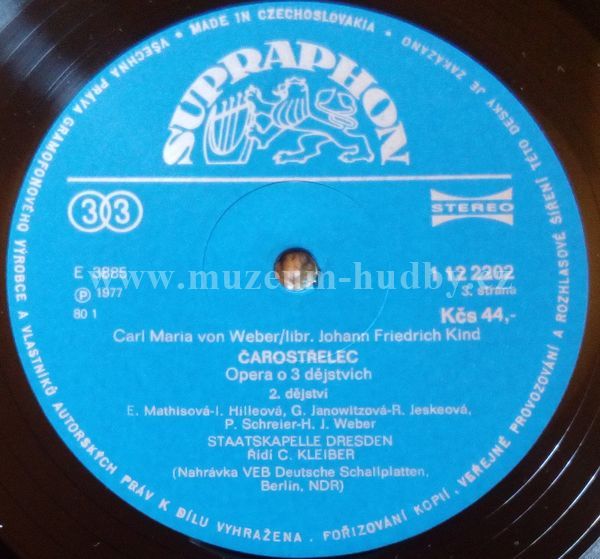 VŠECHNA PRÁVA GRAMOFONOVÉHO VÝROBCE A VLASTNÍKŮ AUTORSKÝCH PRÁV K DÍLU VYHRAŽENA . POŘIZOVÁNÍ KOPIÍ, VEŘEJNÉ PROVOZOVÁNÍ A ROZHLASOVÉ ŠÍŘENÍ TÉTO DESKY JE ZAKÁZÁNO • MADE IN CZECHOSLOVAKIA •
SUPRAPHON
33
STEREO
E 3885
1 12 2202
℗ 1977
3. strana
80 1
Kčs 44,-
www.muzeum-hudby.cz
Carl Maria von Weber/libr. Johann Friedrich Kind
ČAROSTŘELEC
Opera o 3 dějstvích
2. dějství
E. Mathisová-I. Hilleová, G. Janowitzová-R. Jeskeová,
P. Schreier-H. J. Weber
STAATSKAPELLE DRESDEN
Řídí C. KLEIBER
(Nahrávka VEB Deutsche Schallplatten,
Berlin, NDR)